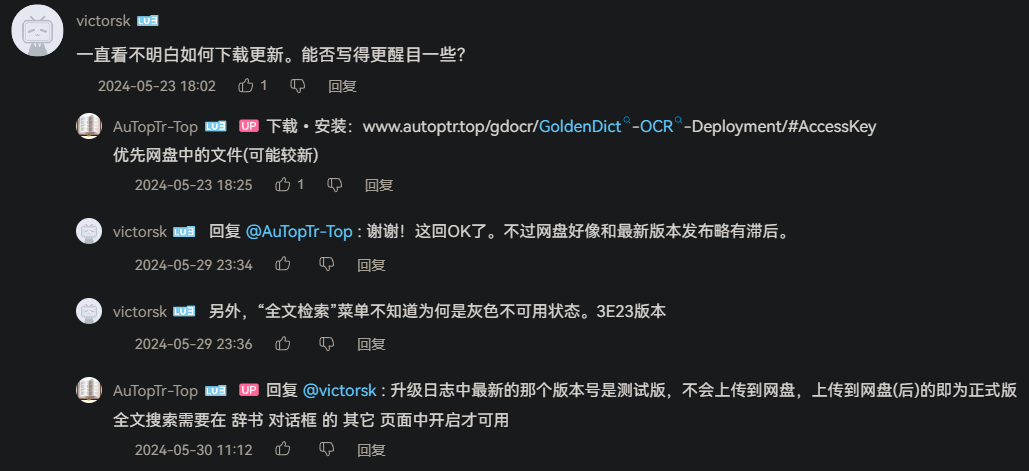 victorsk LV3
一直看不明白如何下载更新。能否写得更醒目一些?
2024-05-23 18:02 1 回复
AuTopTr-Top LV3 UP 下载·安装：www.autoptr.top/gdocr/GoldenDict-OCR-Deployment/#AccessKey
优先网盘中的文件(可能较新)
2024-05-23 18:25 1 回复
victorsk LV3 回复 @AuTopTr-Top : 谢谢！这回OK了。不过网盘好像和最新版本发布略有滞后。
2024-05-29 23:34 回复
victorsk LV3 另外，“全文检索”菜单不知道为何是灰色不可用状态。3E23版本
2024-05-29 23:36 回复
AuTopTr-Top LV3 UP 回复 @victorsk : 升级日志中最新的那个版本号是测试版，不会上传到网盘，上传到网盘(后)的即为正式版
全文搜索需要在 辞书 对话框 的 其它 页面中开启才可用
2024-05-30 11:12 回复